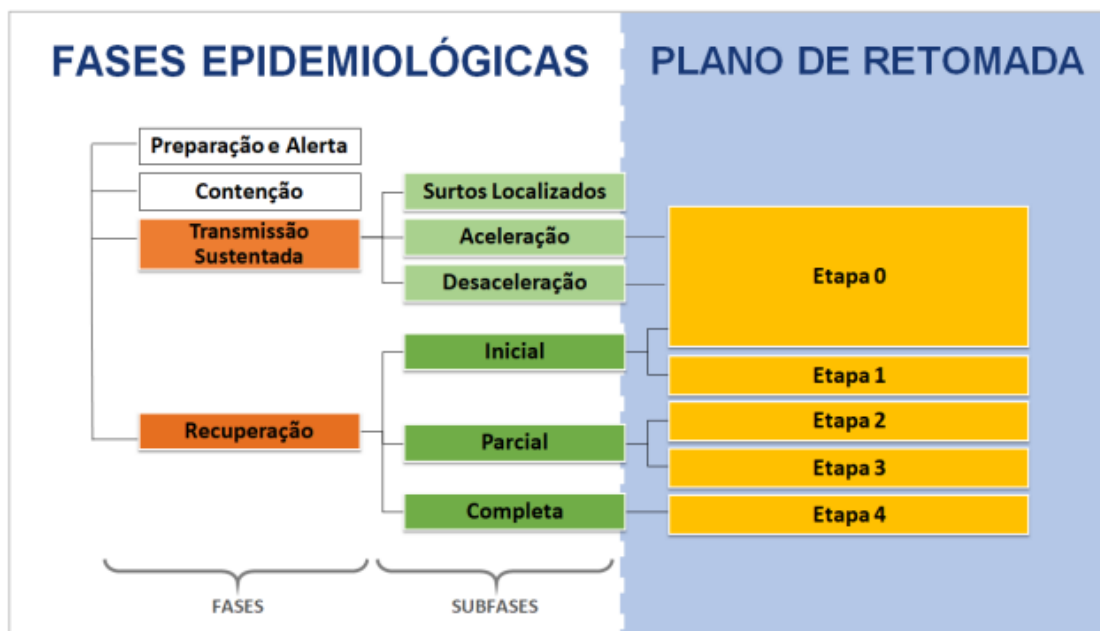 FASES EPIDEMIOLÓGICAS
PLANO DE RETOMADA
Preparação e Alerta
Contenção
Transmissão
Sustentada
Recuperação
Surtos Localizados
Aceleração
Desaceleração
Inicial
Parcial
Completa
Etapa 0
Etapa 1
Etapa 2
Etapa 3
Etapa 4
FASES
SUBFASES